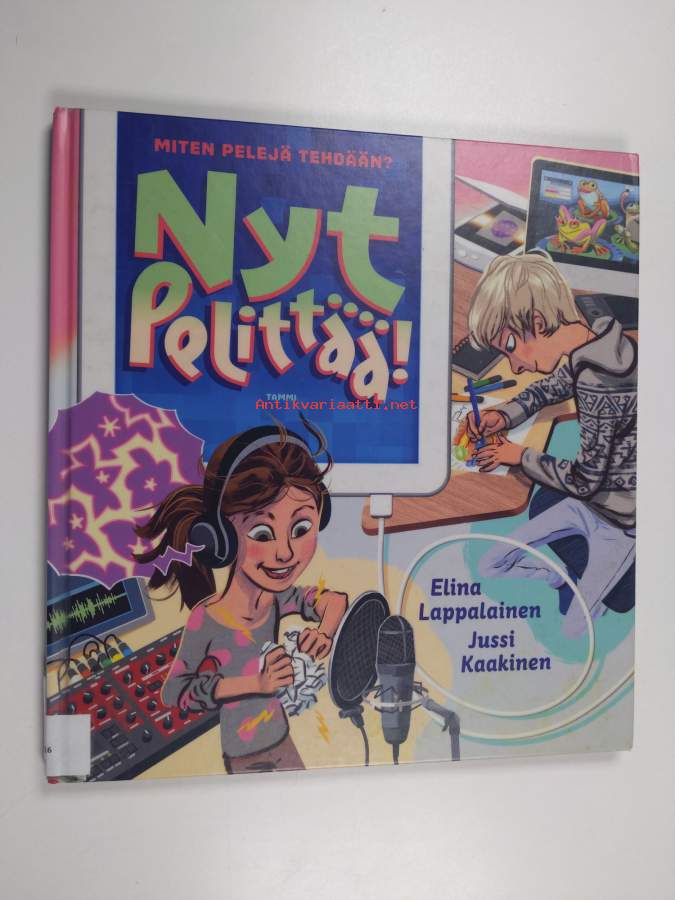 MITEN PELEJÄ TEHDÄÄN?
Nyt
Pelittää!
TAMMI
Antikvariaatti.net
Elina
Lappalainen
Jussi
Kaakinen